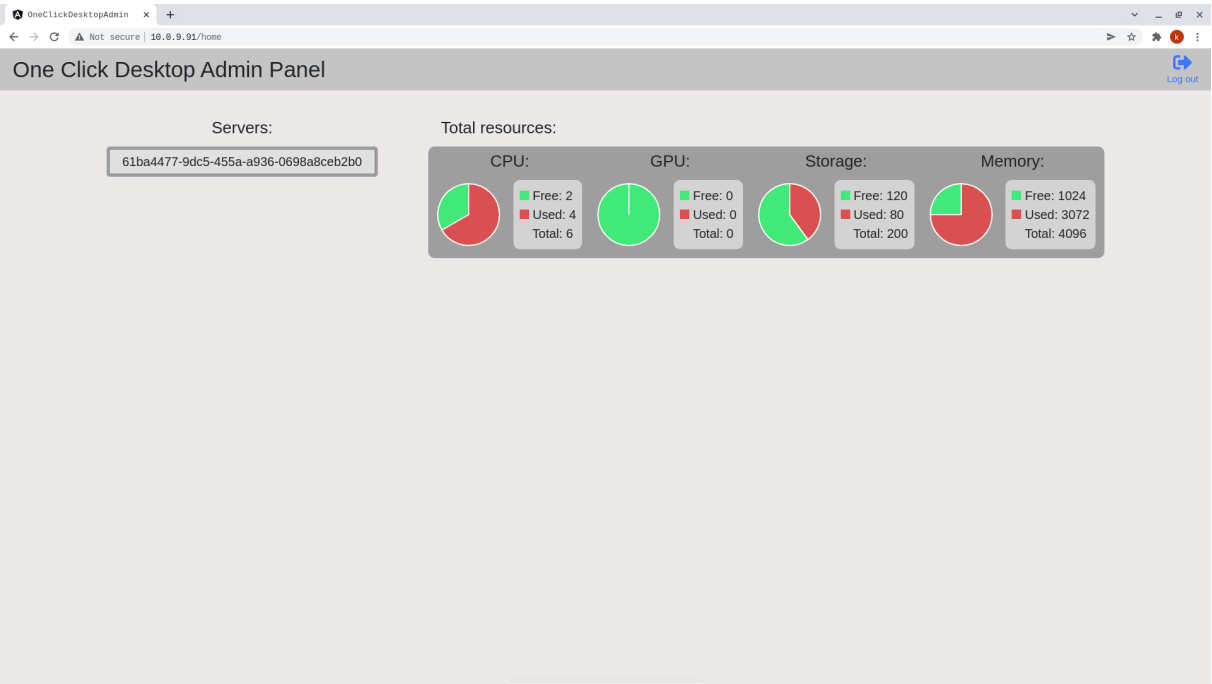 OneClickDesktopAdmin
Not secure 10.0.9.91/home
k
One Click Desktop Admin Panel
Log out
Servers:
61ba4477-9dc5-455a-a936-0698a8ceb2b0
Total resources:
CPU:
Free: 2
Used: 4
Total: 6
GPU:
Free: 0
Used: 0
Total: 0
Storage:
Free: 120
Used: 80
Total: 200
Memory:
Free: 1024
Used: 3072
Total: 4096